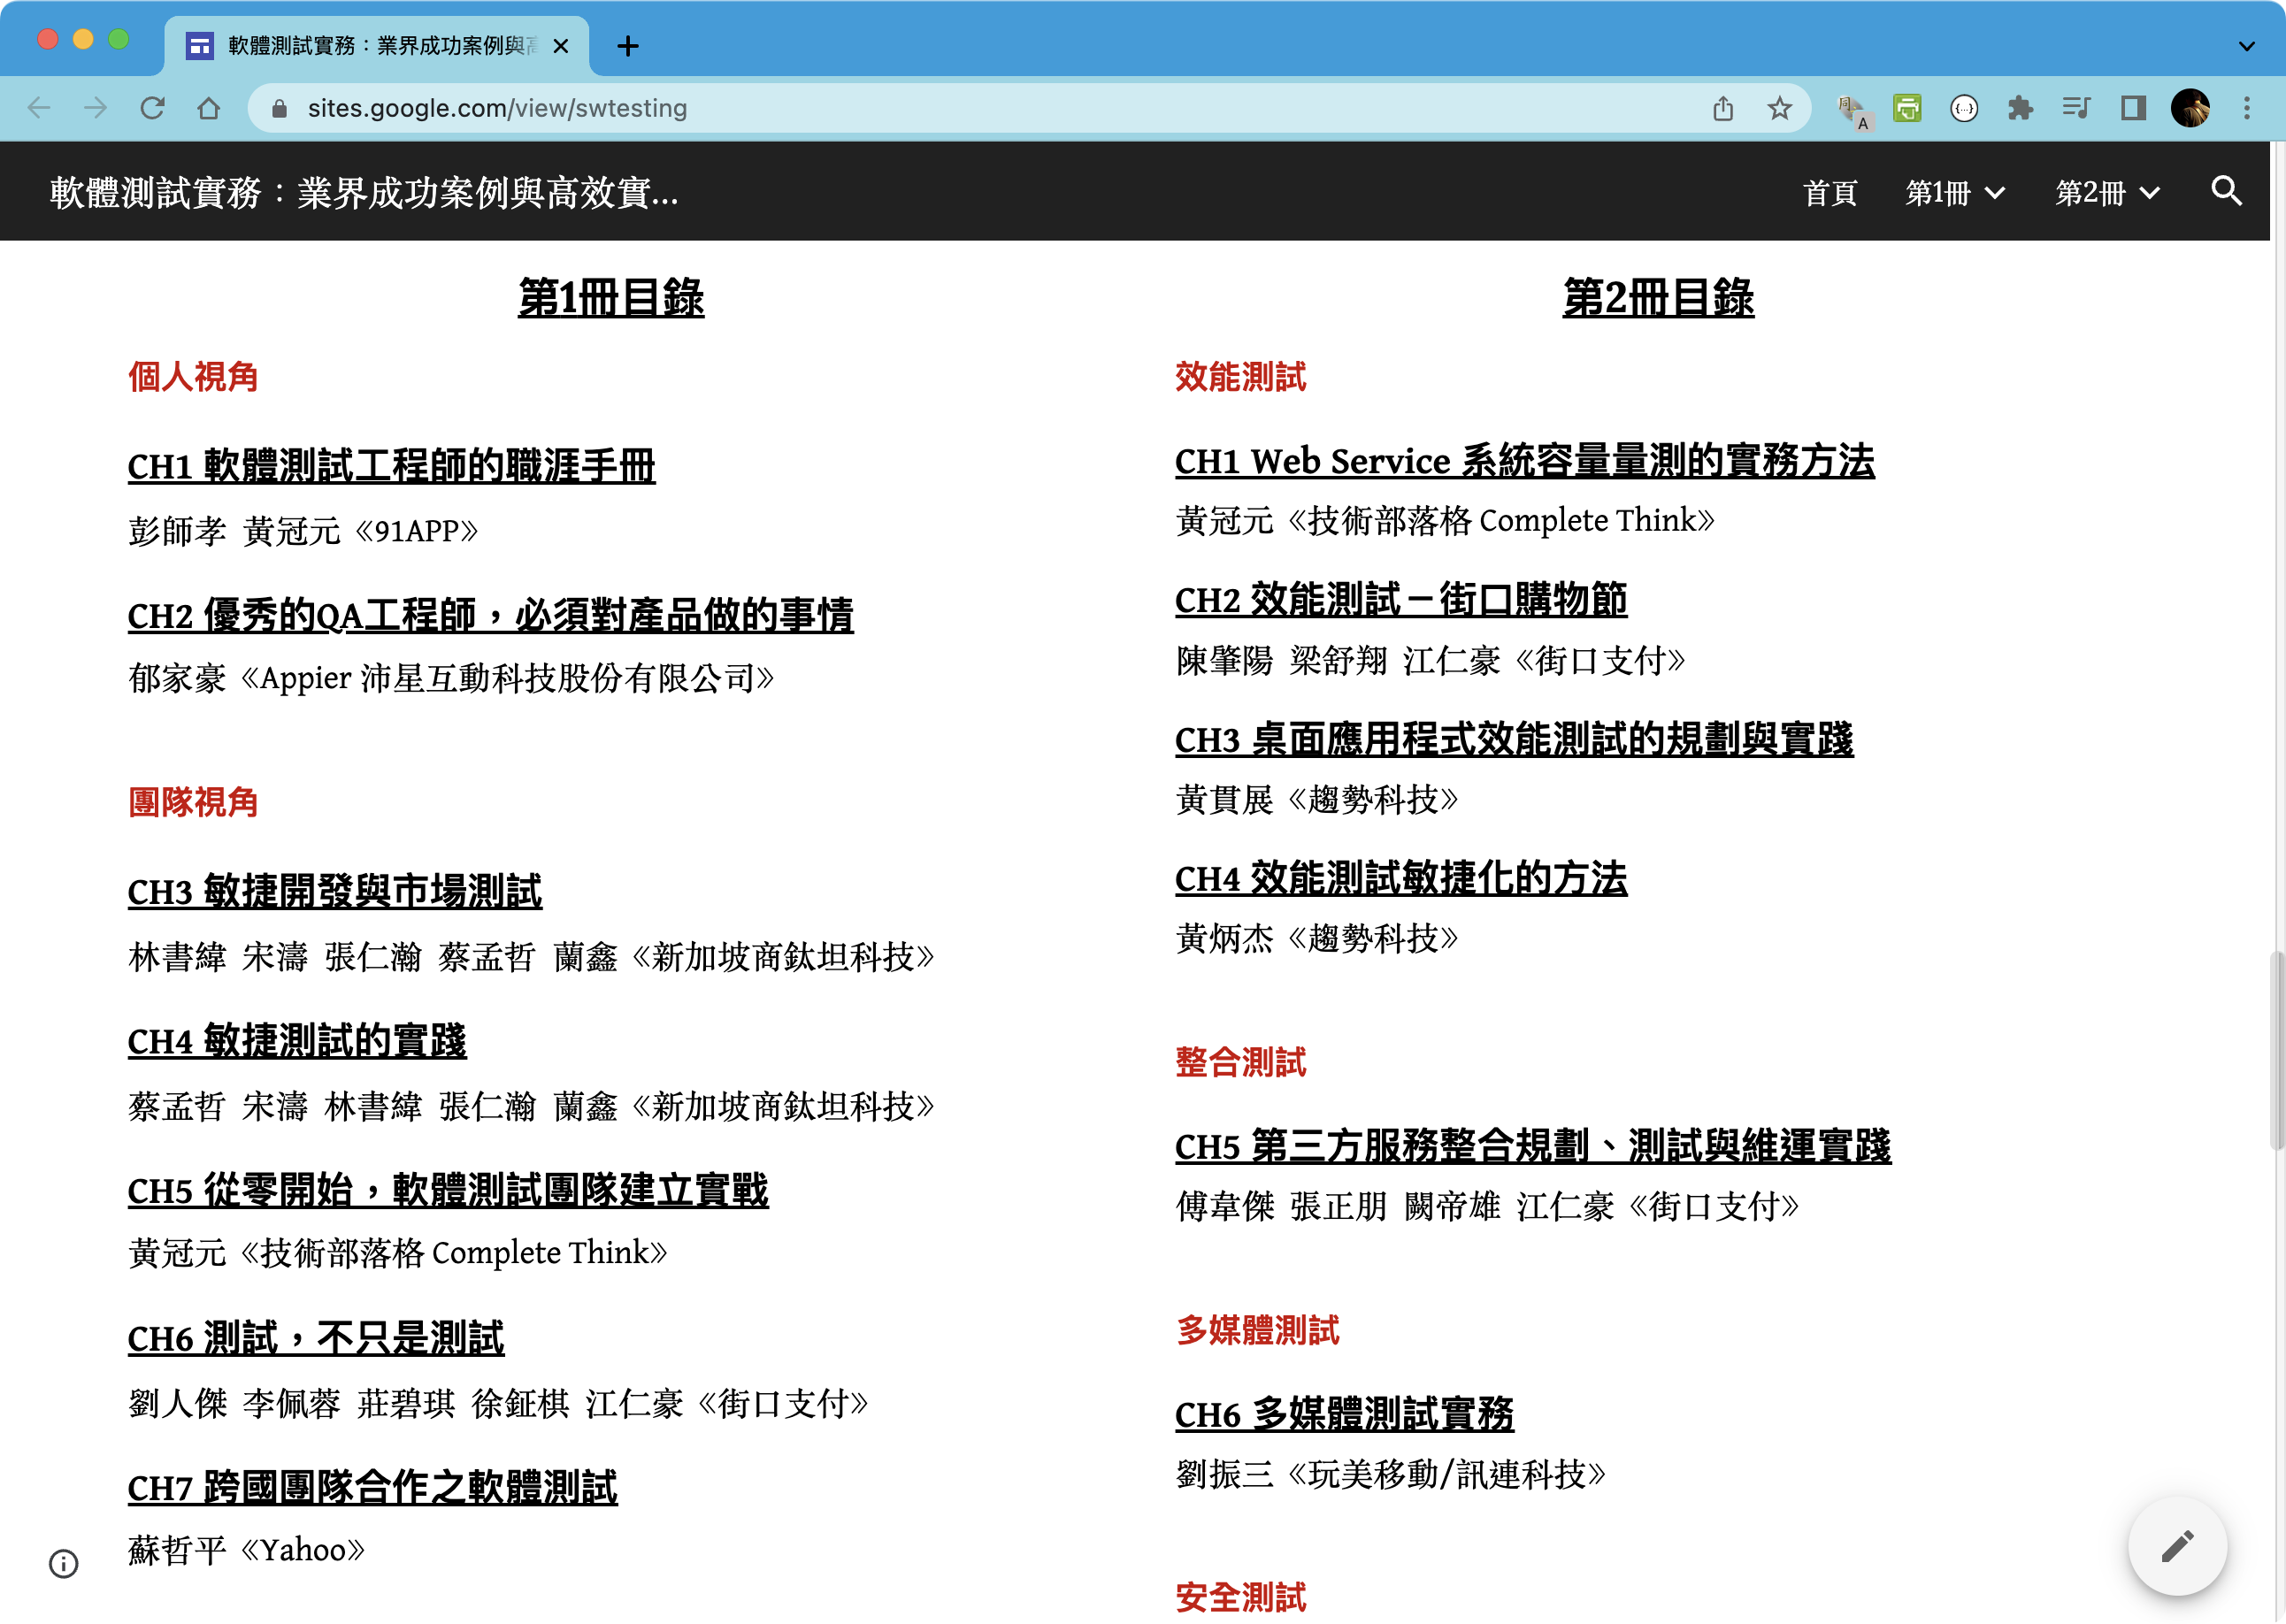 軟體測試實務：業界成功案例與高
sites.google.com/view/swtesting
A
軟體測試實務：業界成功案例與高效實...
首頁
第1冊
第2冊
第1冊目錄
個人視角
CH1 軟體測試工程師的職涯手冊
彭師孝 黃冠元《91APP》
CH2 優秀的QA工程師，必須對產品做的事情
郁家豪《Appier 沛星互動科技股份有限公司》
團隊視角
CH3 敏捷開發與市場測試
林書緯 宋濤 張仁瀚 蔡孟哲 蘭鑫《新加坡商鈦坦科技》
CH4 敏捷測試的實踐
蔡孟哲 宋濤 林書緯 張仁瀚 蘭鑫《新加坡商鈦坦科技》
CH5 從零開始，軟體測試團隊建立實戰
黃冠元《技術部落格 Complete Think》
CH6 測試，不只是測試
劉人傑 李佩蓉 莊碧琪 徐鉦棋 江仁豪《街口支付》
CH7 跨國團隊合作之軟體測試
蘇哲平《Yahoo》
第2冊目錄
效能測試
CH1 Web Service 系統容量量測的實務方法
黃冠元《技術部落格 Complete Think》
CH2 效能測試－街口購物節
陳肇陽 梁舒翔 江仁豪《街口支付》
CH3 桌面應用程式效能測試的規劃與實踐
黃貫展《趨勢科技》
CH4 效能測試敏捷化的方法
黃炳杰《趨勢科技》
整合測試
CH5 第三方服務整合規劃、測試與維運實踐
傅韋傑 張正朋 闕帝雄 江仁豪《街口支付》
多媒體測試
CH6 多媒體測試實務
劉振三《玩美移動/訊連科技》
安全測試